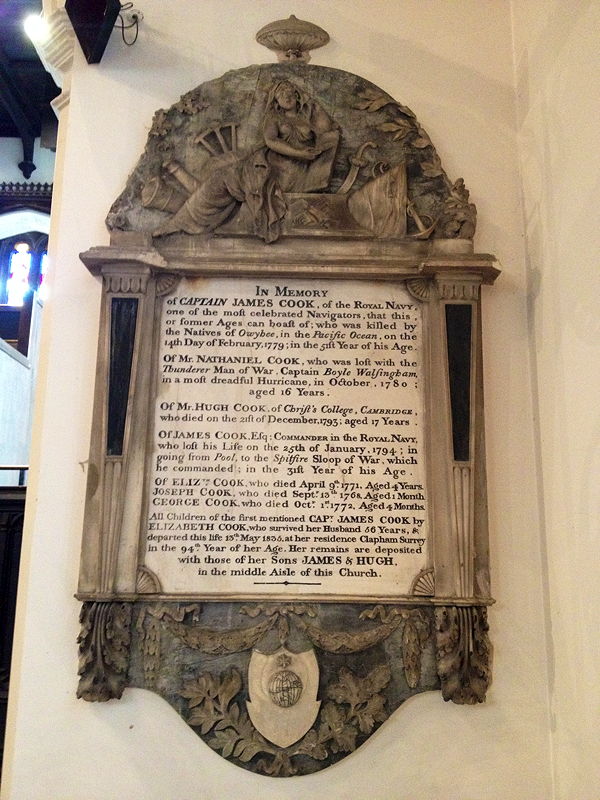 IN MEMORY
of CAPTAIN JAMES COOK, of the ROYAL NAVY,
one of the most celebrated Navigators, that this,
or former Ages can boaſt of; who was killed by
the Natives of Owyhee, in the Pacific Ocean, on the
14th Day of February, 1779; in the 51ſt Year of his Age.
Of Mr. NATHANIEL COOK, who was loſt with the
Thunderer Man of War, Captain Boyle Walſingham,
in a moſt dreadful Hurricane, in October, 1780;
aged 16 Years.
Of Mr. HUGH COOK, of Chriſt's College, CAMBRIDGE,
who died on the 21ſt of December, 1793; aged 17 Years.
Of JAMES COOK, Eſq; COMMANDER in the ROYAL NAVY,
who loſt his Life on the 25th of January, 1794; in
going from Pool, to the Spitfire Sloop of War, which
he commanded; in the 31ſt Year of his Age.
Of ELIZTH COOK, who died April 9th 1771, Aged 4 Years.
JOSEPH COOK, who died Septr. 13th 1768, Aged 1 Month
GEORGE COOK, who died Octr. 1st 1772, Aged 4 Months.
All Children of the first mentioned CAPT. JAMES COOK by
ELIZABETH COOK, who survived her Husband 56 Years, &
departed this life 13th May 1835, at her residence Clapham Surrey
in the 94th Year of her Age. Her remains are deposited
with those of her Sons JAMES & HUGH,
in the middle Aisle of this Church.